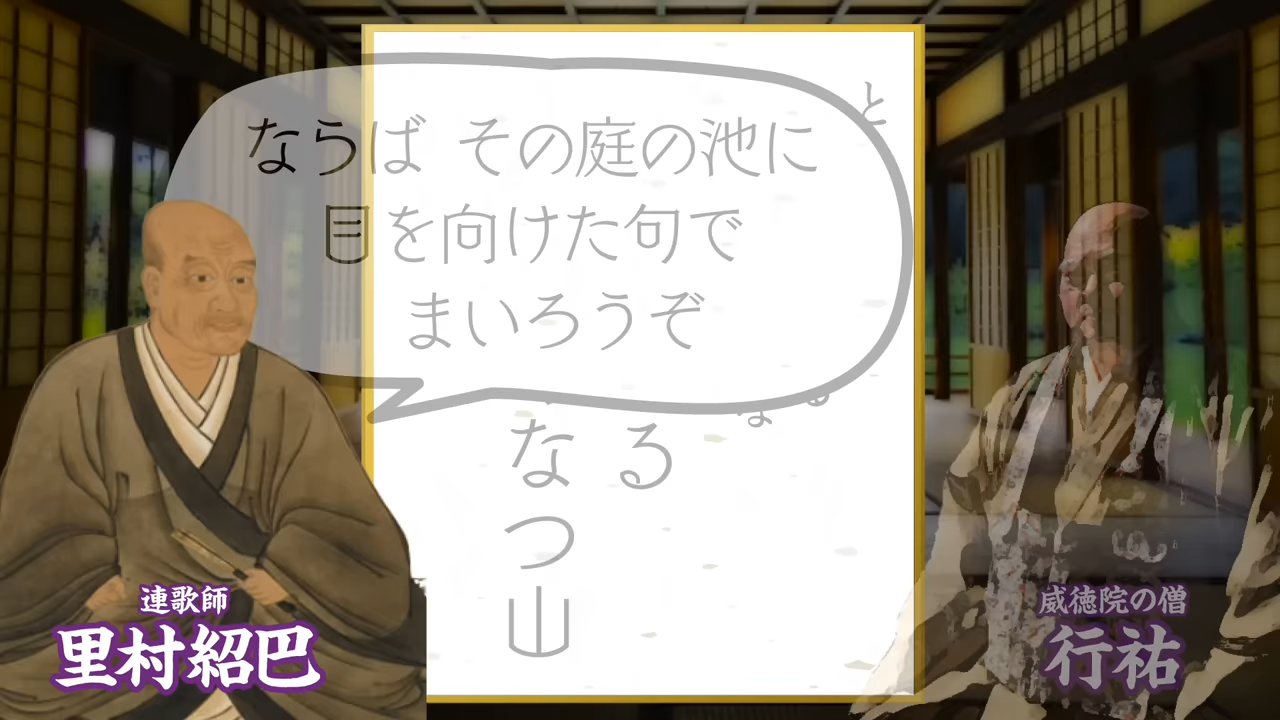 ならば その庭の池に
目を向けた句で
まいろうぞ
と
な
る
なつ山
連歌師
里村紹巴
威徳院の僧
行祐